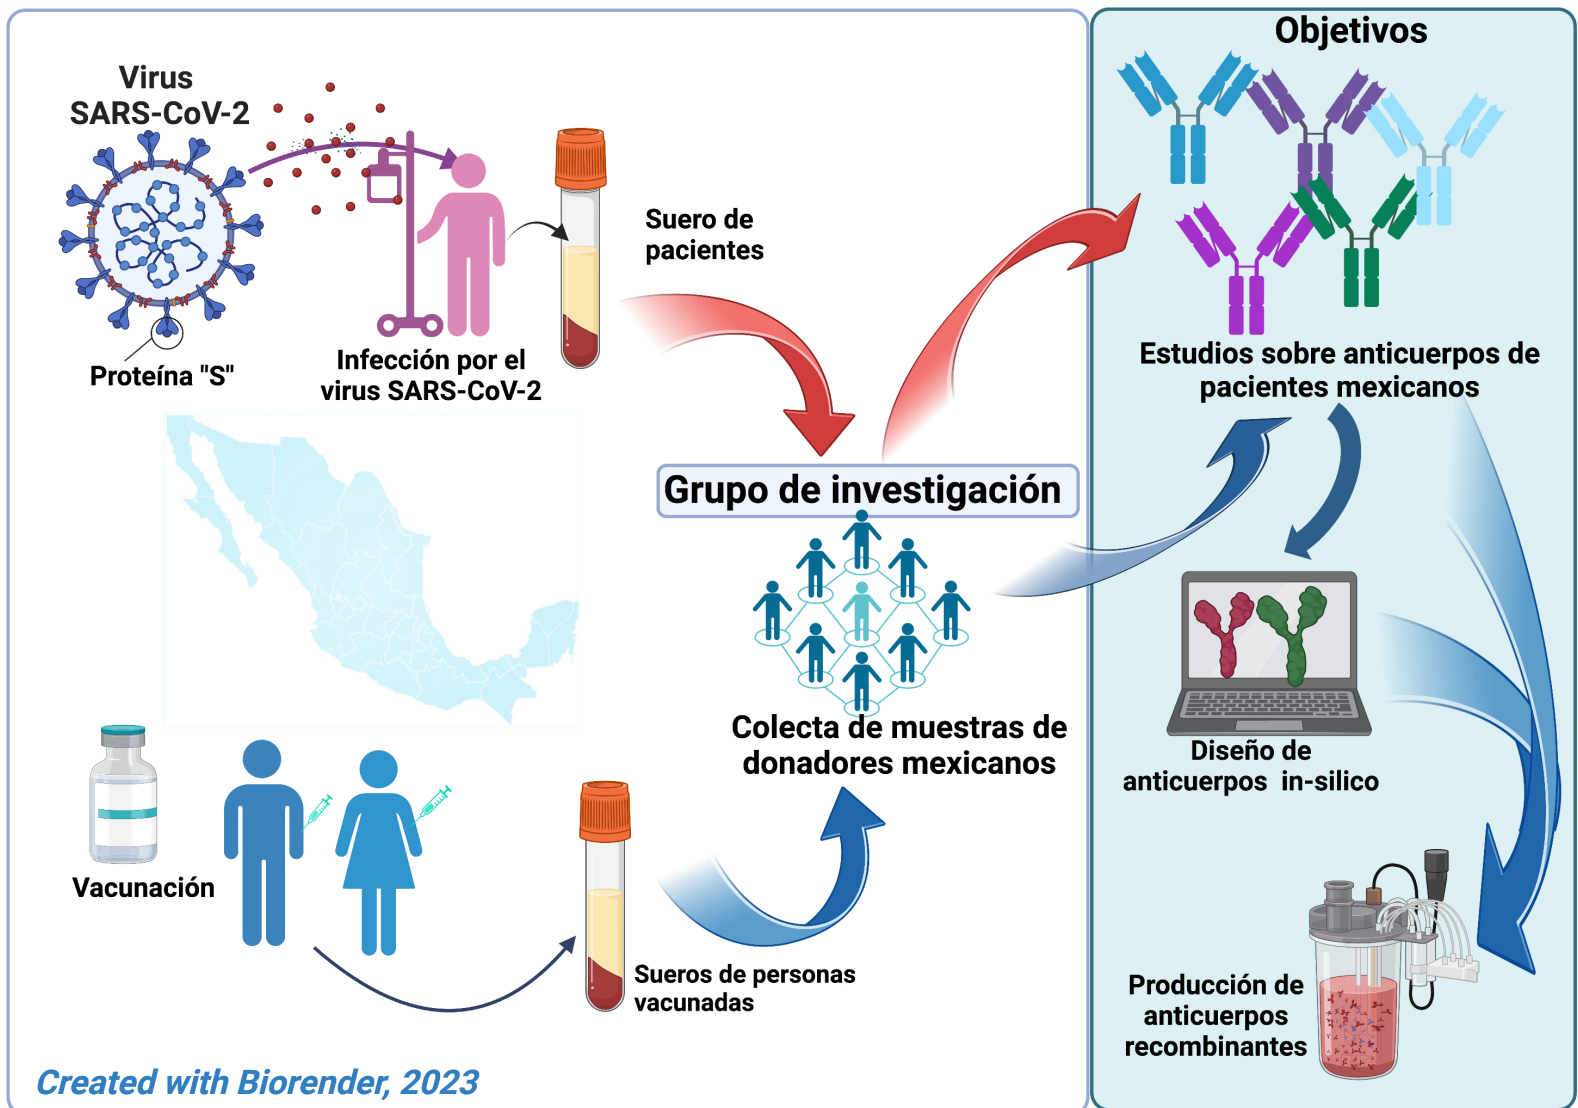 Virus
SARS-CoV-2
Proteína "S"
Infección por el
virus SARS-CoV-2
Suero de
pacientes
Grupo de investigación
Colecta de muestras de
donadores mexicanos
Vacunación
Sueros de personas
vacunadas
Created with Biorender, 2023
Objetivos
Estudios sobre anticuerpos de
pacientes mexicanos
Diseño de
anticuerpos in-silico
Producción de
anticuerpos
recombinantes